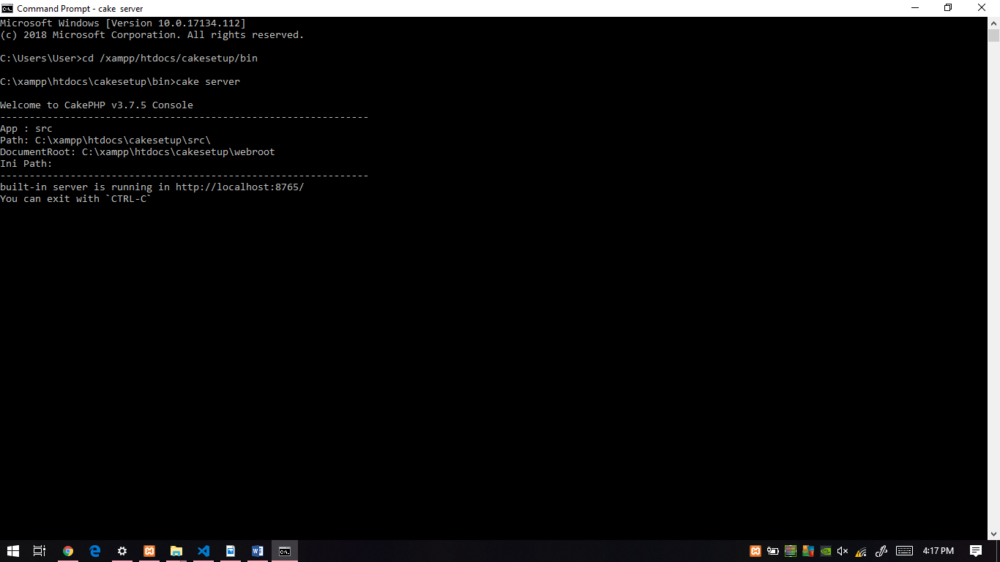 Command Prompt - cake  server
Microsoft Windows [Version 10.0.17134.112]
(c) 2018 Microsoft Corporation. All rights reserved.
C:\Users\User>cd /xampp/htdocs/cakesetup/bin
C:\xampp\htdocs\cakesetup\bin>cake server
Welcome to CakePHP v3.7.5 Console
---------------------------------------------------------------
App : src
Path: C:\xampp\htdocs\cakesetup\src\
DocumentRoot: C:\xampp\htdocs\cakesetup\webroot
Ini Path:
---------------------------------------------------------------
built-in server is running in http://localhost:8765/
You can exit with `CTRL-C`
4:17 PM